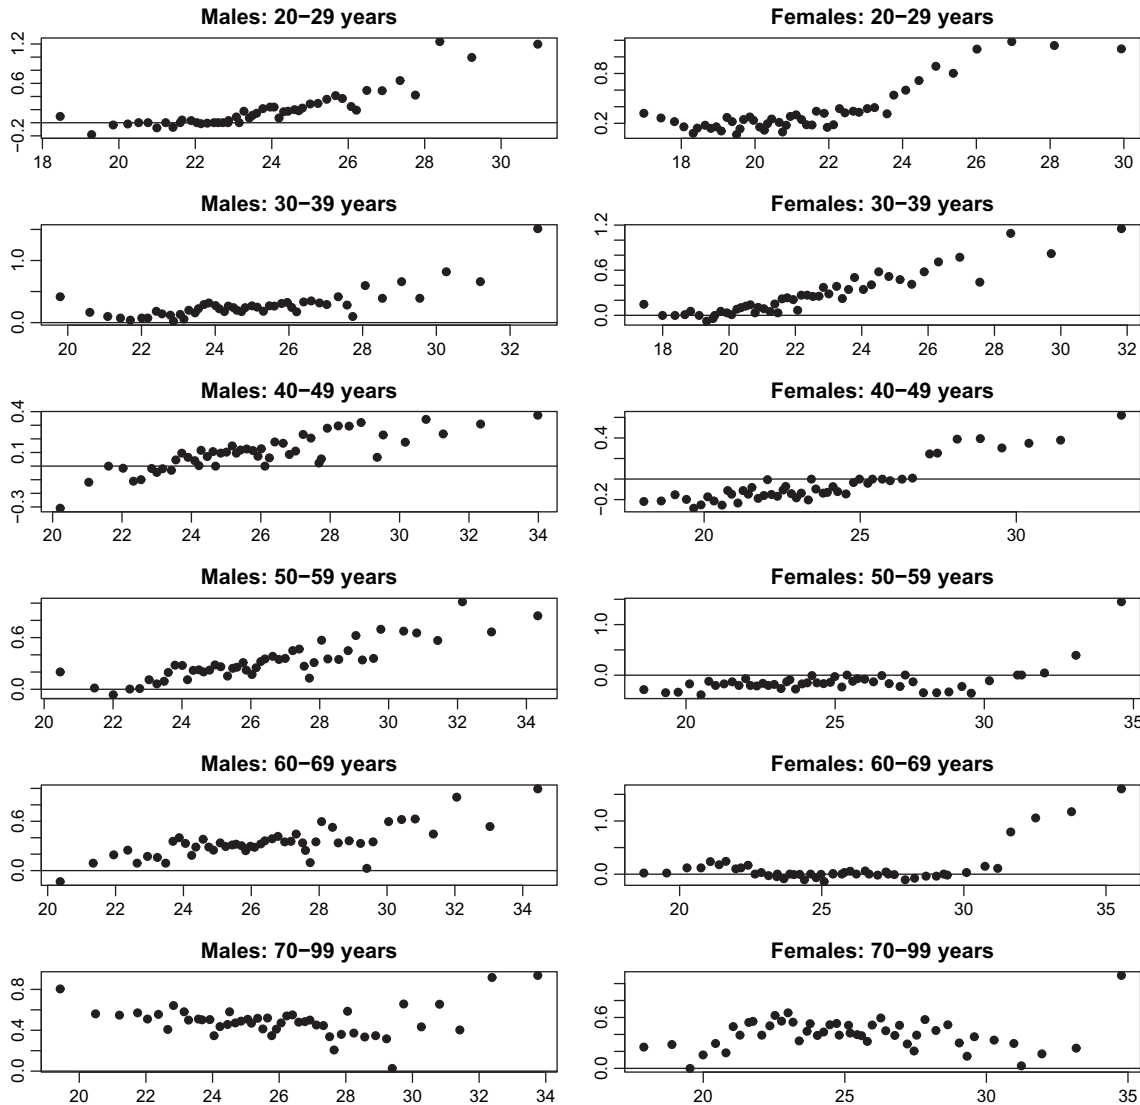 Males: 20−29 years
−0.2 0.6 1.2
18 20 22 24 26 28 30
Females: 20−29 years
0.2 0.8
18 20 22 24 26 28 30
Males: 30−39 years
0.0 1.0
20 22 24 26 28 30 32
Females: 30−39 years
0.0 0.6 1.2
18 20 22 24 26 28 30 32
Males: 40−49 years
−0.3 0.1 0.4
20 22 24 26 28 30 32 34
Females: 40−49 years
−0.2 0.4
20 25 30
Males: 50−59 years
0.0 0.6
20 22 24 26 28 30 32 34
Females: 50−59 years
0.0 1.0
20 25 30 35
Males: 60−69 years
0.0 0.6
20 22 24 26 28 30 32 34
Females: 60−69 years
0.0 1.0
20 25 30 35
Males: 70−99 years
0.0 0.4 0.8
20 22 24 26 28 30 32 34
Females: 70−99 years
0.0 0.6
20 25 30 35